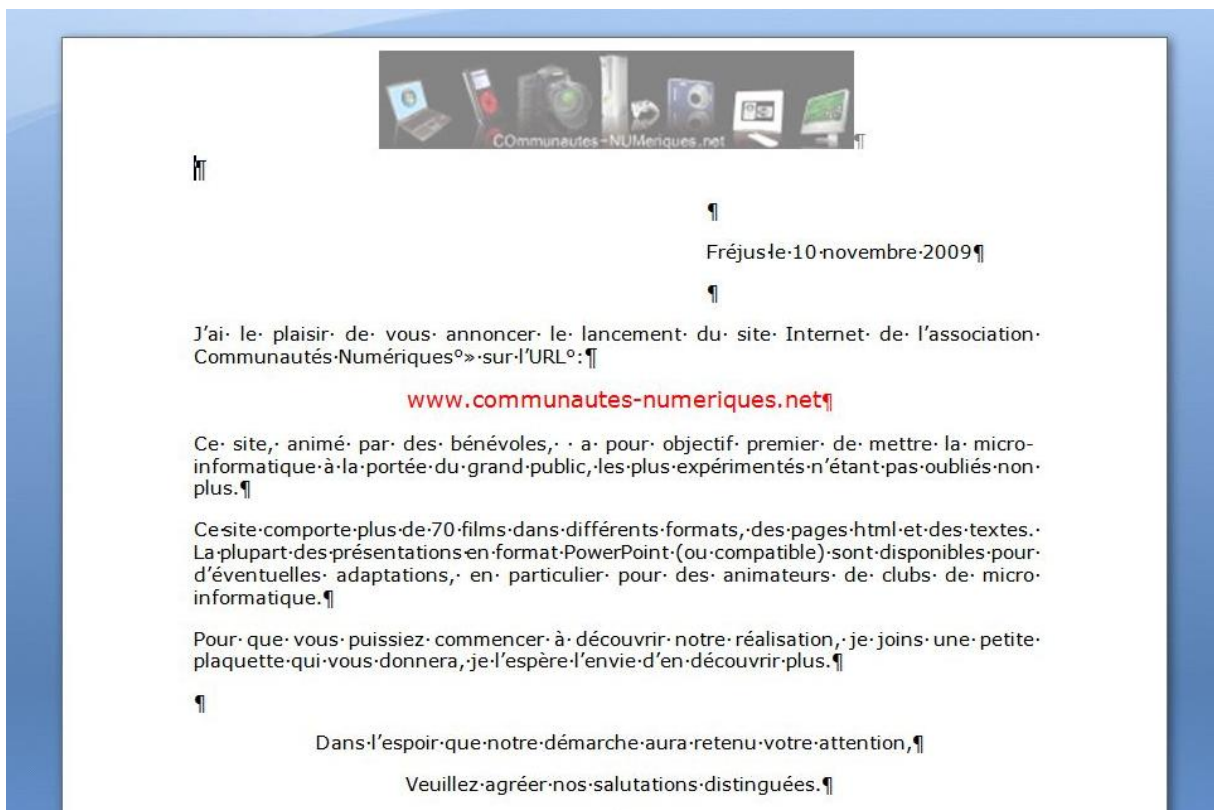 COmmunautes-NUMeriques.net
Fréjus le 10 novembre 2009
J’ai le plaisir de vous annoncer le lancement du site Internet de l’association
Communautés Numériques°» sur l’URL°:
www.communautes-numeriques.net
Ce site, animé par des bénévoles, a pour objectif premier de mettre la micro-
informatique à la portée du grand public, les plus expérimentés n’étant pas oubliés non
plus.
Ce site comporte plus de 70 films dans différents formats, des pages html et des textes.
La plupart des présentations en format PowerPoint (ou compatible) sont disponibles pour
d’éventuelles adaptations, en particulier pour des animateurs de clubs de micro
informatique.
Pour que vous puissiez commencer à découvrir notre réalisation, je joins une petite
plaquette qui vous donnera, je l’espère l’envie d’en découvrir plus.
Dans l’espoir que notre démarche aura retenu votre attention,
Veuillez agréer nos salutations distinguées.